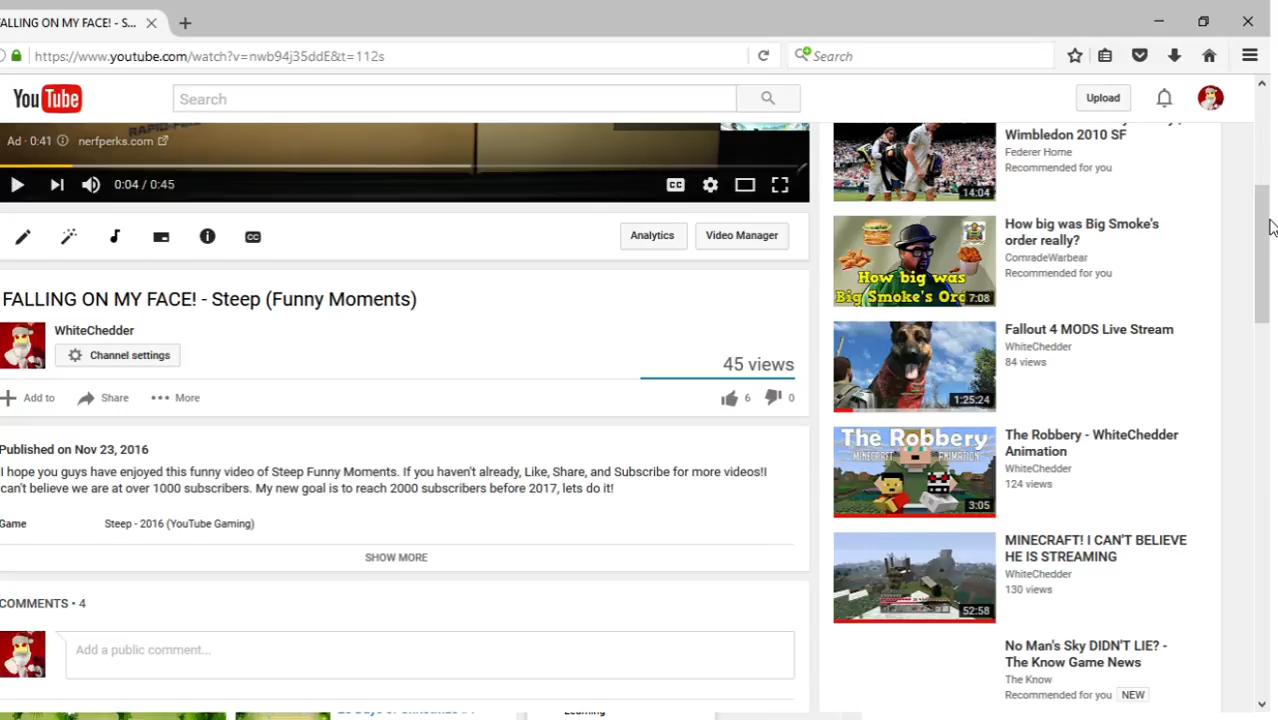 FALLING ON MY FACE! - S...
https://www.youtube.com/watch?v=nwb94j35ddE&t=112s
Search
YouTube
Search
Upload
RAPID-FIRE
Ad · 0:41
nerfperks.com
0:04 / 0:45
CC
CC
Analytics
Video Manager
FALLING ON MY FACE! - Steep (Funny Moments)
WhiteChedder
Channel settings
45 views
Add to
Share
More
6
0
Published on Nov 23, 2016
I hope you guys have enjoyed this funny video of Steep Funny Moments. If you haven't already, Like, Share, and Subscribe for more videos!I
can't believe we are at over 1000 subscribers. My new goal is to reach 2000 subscribers before 2017, lets do it!
Game
Steep - 2016 (YouTube Gaming)
SHOW MORE
COMMENTS • 4
Add a public comment...
Learning
Wimbledon 2010 SF
Federer Home
Recommended for you
14:04
How big was Big Smoke's
order really?
ComradeWarbear
Recommended for you
How big was
Big Smoke's Orc
7:08
Fallout 4 MODS Live Stream
WhiteChedder
84 views
1:25:24
The Robbery - WhiteChedder
Animation
WhiteChedder
124 views
The Robbery
MINECRAFT ANIMATION
3:05
MINECRAFT! I CAN'T BELIEVE
HE IS STREAMING
WhiteChedder
130 views
52:58
No Man's Sky DIDN'T LIE? -
The Know Game News
The Know
Recommended for you
NEW